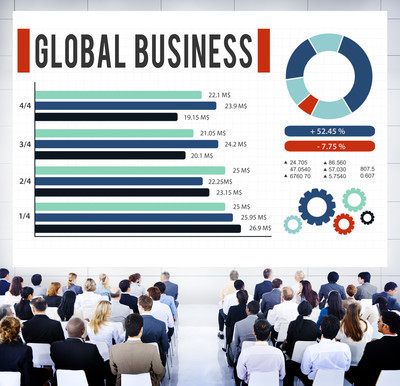 GLOBAL BUSINESS
22.1 M$
4/4
23.9 M$
19.15 M$
21.05 M$
3/4
24.2 M$
20.1 M$
25 M$
2/4
22.25M$
23.15 M$
25 M$
1/4
25.95 M$
26.9 M$
+ 52.45 %
- 7.75 %
24.705 86.560
47.0540 57.030 807.5
6760.70 5.7540 0.607